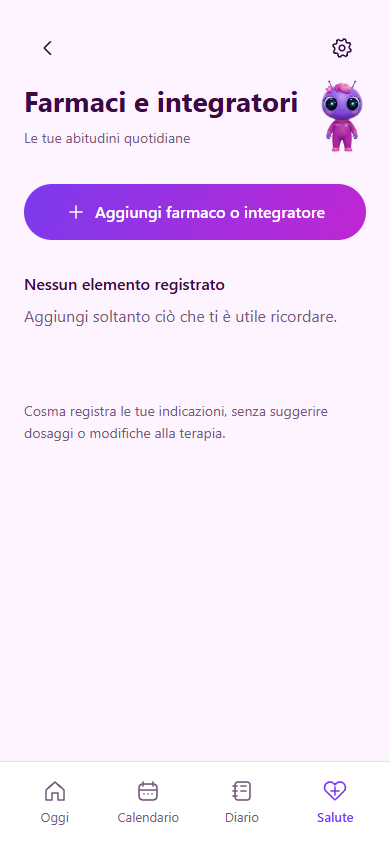 Farmaci e integratori
Le tue abitudini quotidiane
Aggiungi farmaco o integratore
Nessun elemento registrato
Aggiungi soltanto ciò che ti è utile ricordare.
Cosma registra le tue indicazioni, senza suggerire
dosaggi o modifiche alla terapia.
Oggi
Calendario
Diario
Salute